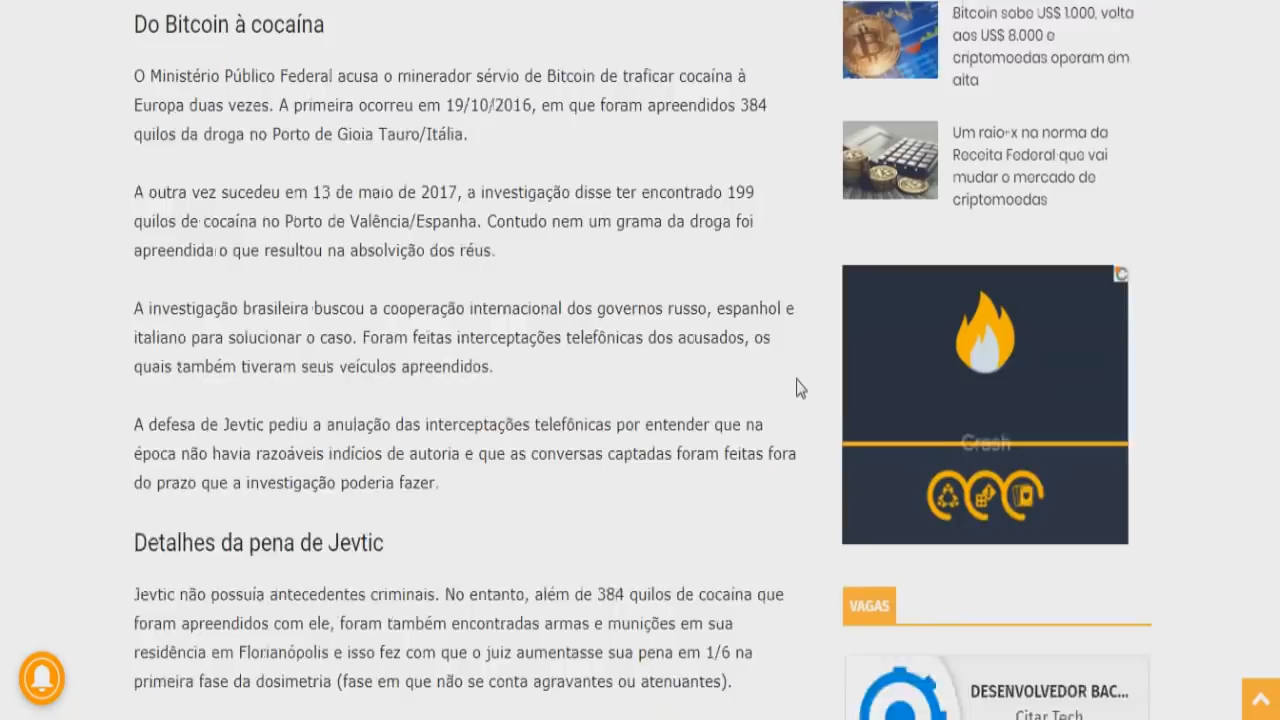 Do Bitcoin à cocaína
O Ministério Público Federal acusa o minerador sérvio de Bitcoin de traficar cocaína à
Europa duas vezes. A primeira ocorreu em 19/10/2016, em que foram apreendidos 384
quilos da droga no Porto de Gioia Tauro/Itália.
A outra vez sucedeu em 13 de maio de 2017, a investigação disse ter encontrado 199
quilos de cocaína no Porto de Valência/Espanha. Contudo nem um grama da droga foi
apreendida o que resultou na absolvição dos réus.
A investigação brasileira buscou a cooperação internacional dos governos russo, espanhol e
italiano para solucionar o caso. Foram feitas interceptações telefônicas dos acusados, os
quais também tiveram seus veículos apreendidos.
A defesa de Jevtic pediu a anulação das interceptações telefônicas por entender que na
época não havia razoáveis indícios de autoria e que as conversas captadas foram feitas fora
do prazo que a investigação poderia fazer.
Detalhes da pena de Jevtic
Jevtic não possuía antecedentes criminais. No entanto, além de 384 quilos de cocaína que
foram apreendidos com ele, foram também encontradas armas e munições em sua
residência em Florianópolis e isso fez com que o juiz aumentasse sua pena em 1/6 na
primeira fase da dosimetria (fase em que não se conta agravantes ou atenuantes).
Bitcoin sobe US$ 1.000, volta
aos US$ 8.000 e
criptomoedas operam em
alta
Um raio-x na norma da
Receita Federal que vai
mudar o mercado de
criptomoedas
Crash
VAGAS
DESENVOLVEDOR BAC...
Citar Tech